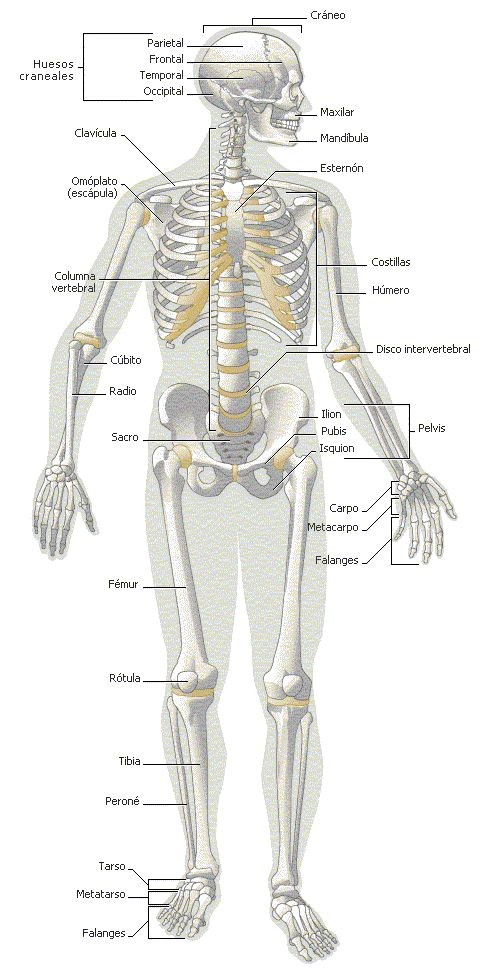 Cráneo
Parietal
Huesos
craneales
Frontal
Temporal
Occipital
Maxilar
Clavícula
Mandíbula
Esternón
Omóplato
(escápula)
Costillas
Columna
vertebral
Húmero
Disco intervertebral
Cúbito
Radio
Ilion
Pubis
Pelvis
Sacro
Isquion
Carpo
Metacarpo
Falanges
Fémur
Rótula
Tibia
Peroné
Tarso
Metatarso
Falanges